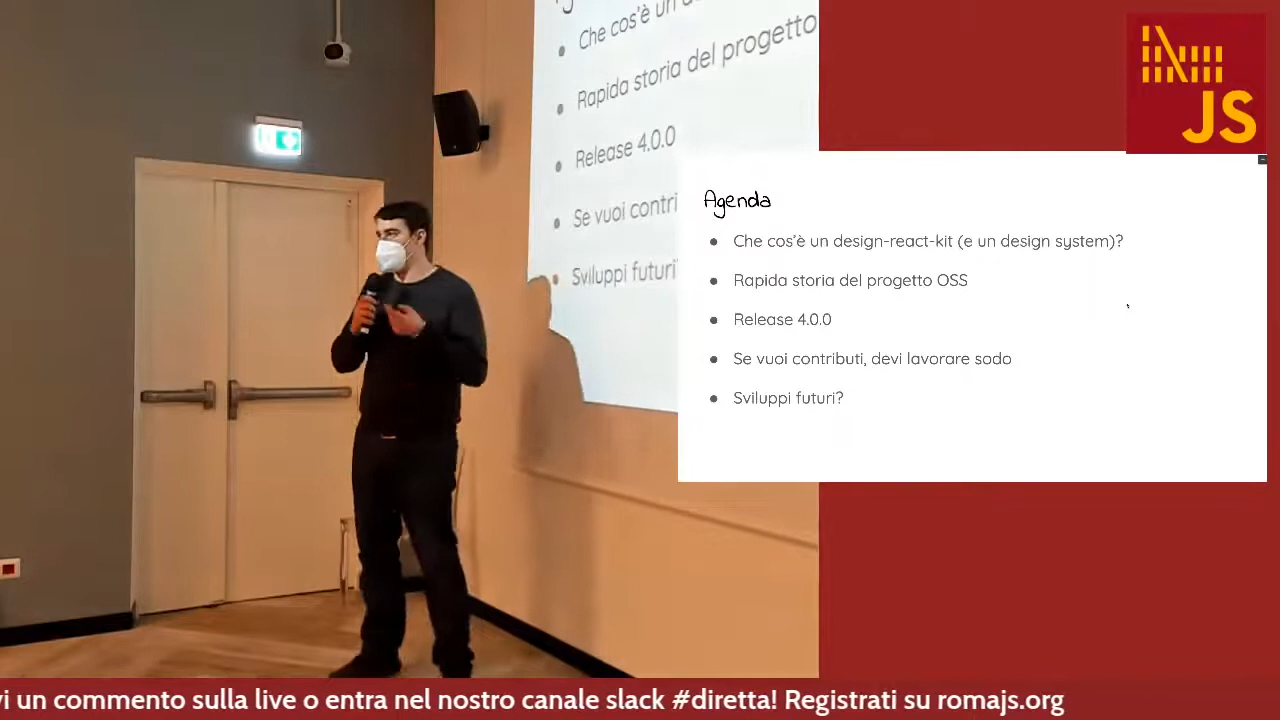 Che cos'è un
Rapida storia del progetto
Release 4.0.0
Se vuoi contri
Sviluppi futuri
JS
Agenda
• Che cos'è un design-react-kit (e un design system)?
• Rapida storia del progetto OSS
• Release 4.0.0
• Se vuoi contributi, devi lavorare sodo
• Sviluppi futuri?
vi un commento sulla live o entra nel nostro canale slack #diretta! Registrati su romajs.org